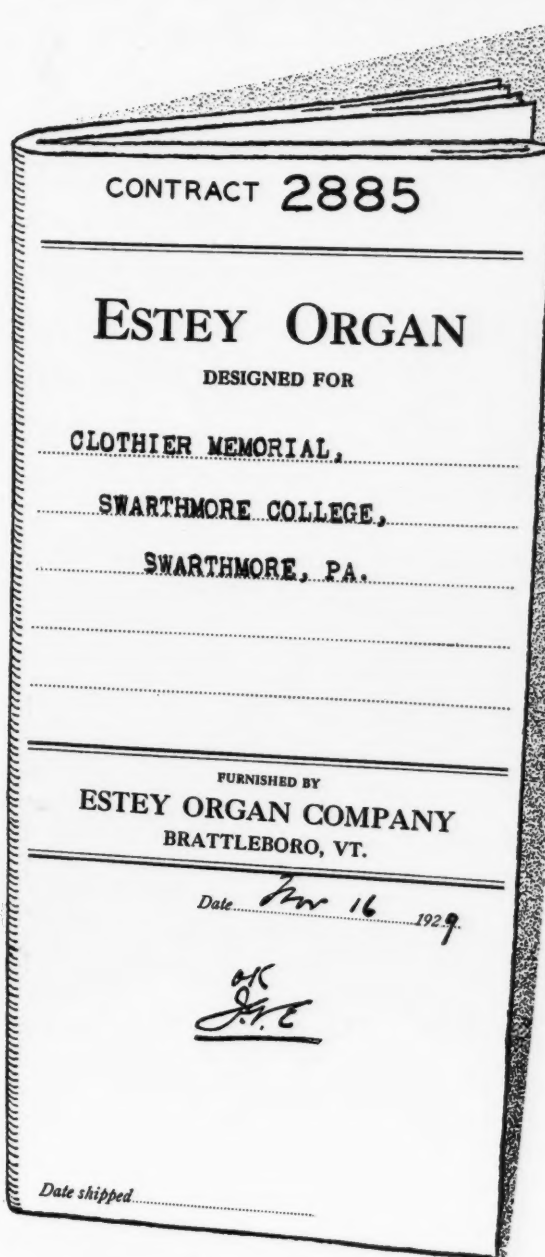 CONTRACT 2885
ESTEY ORGAN
DESIGNED FOR
CLOTHIER MEMORIAL,
SWARTHMORE COLLEGE,
SWARTHMORE, PA.
FURNISHED BY
ESTEY ORGAN COMPANY
BRATTLEBORO, VT.
Date Nov 16 1929
OK
J.G.E
Date shipped